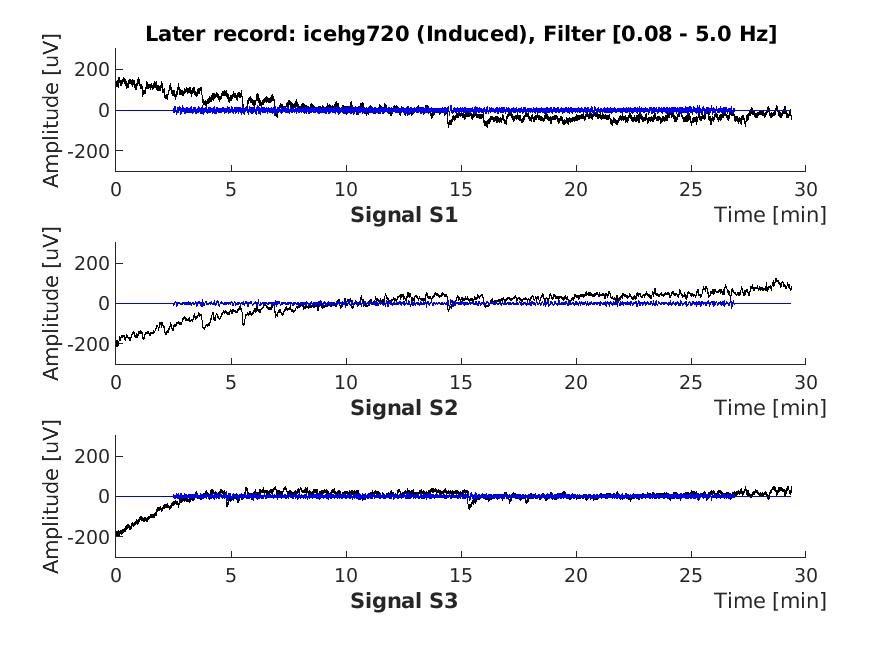 Later record: icehg720 (Induced), Filter [0.08 - 5.0 Hz]
Amplitude [uV]
200
0
-200
0 5 10 15 20 25 30
Signal S1 Time [min]
Amplitude [uV]
200
0
-200
0 5 10 15 20 25 30
Signal S2 Time [min]
Amplitude [uV]
200
0
-200
0 5 10 15 20 25 30
Signal S3 Time [min]